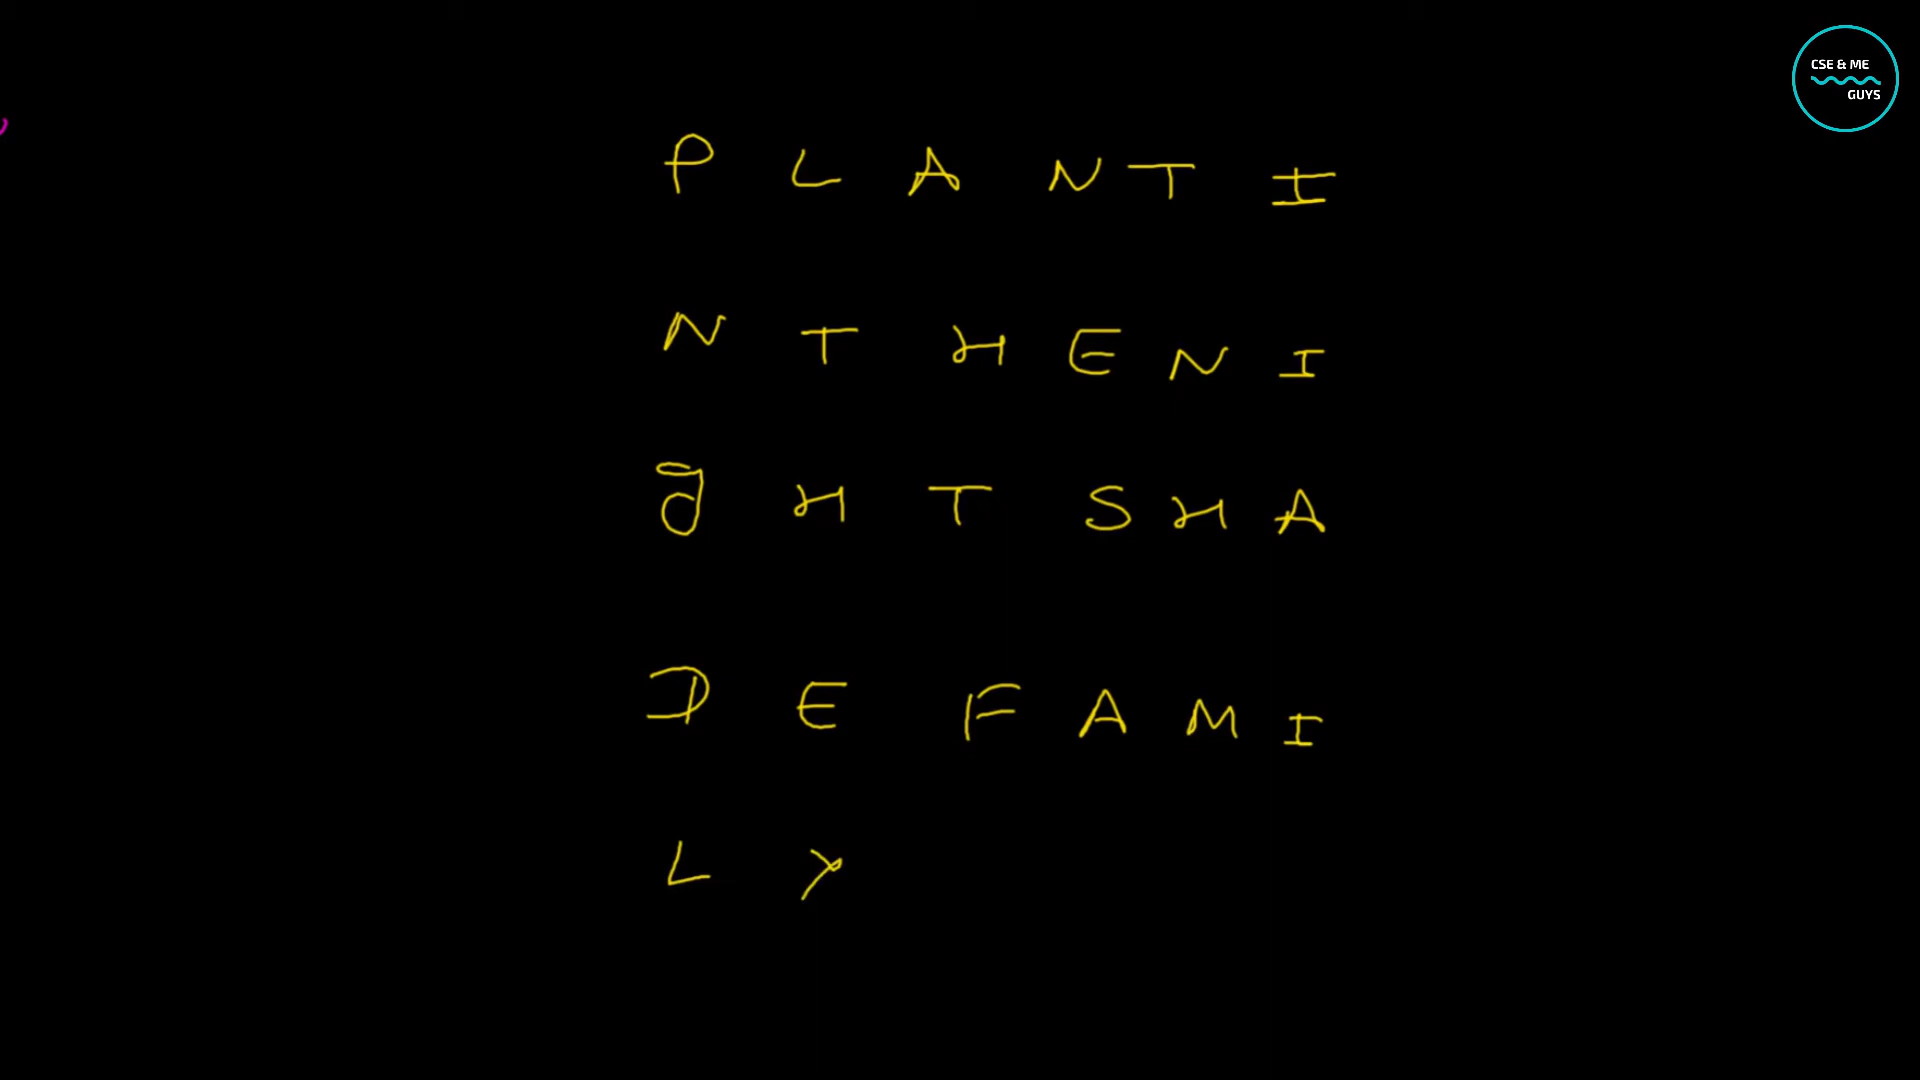 CSE & ME
GUYS
P L A N T I
N T H E N I
G H T S H A
D E F A M I
L Y